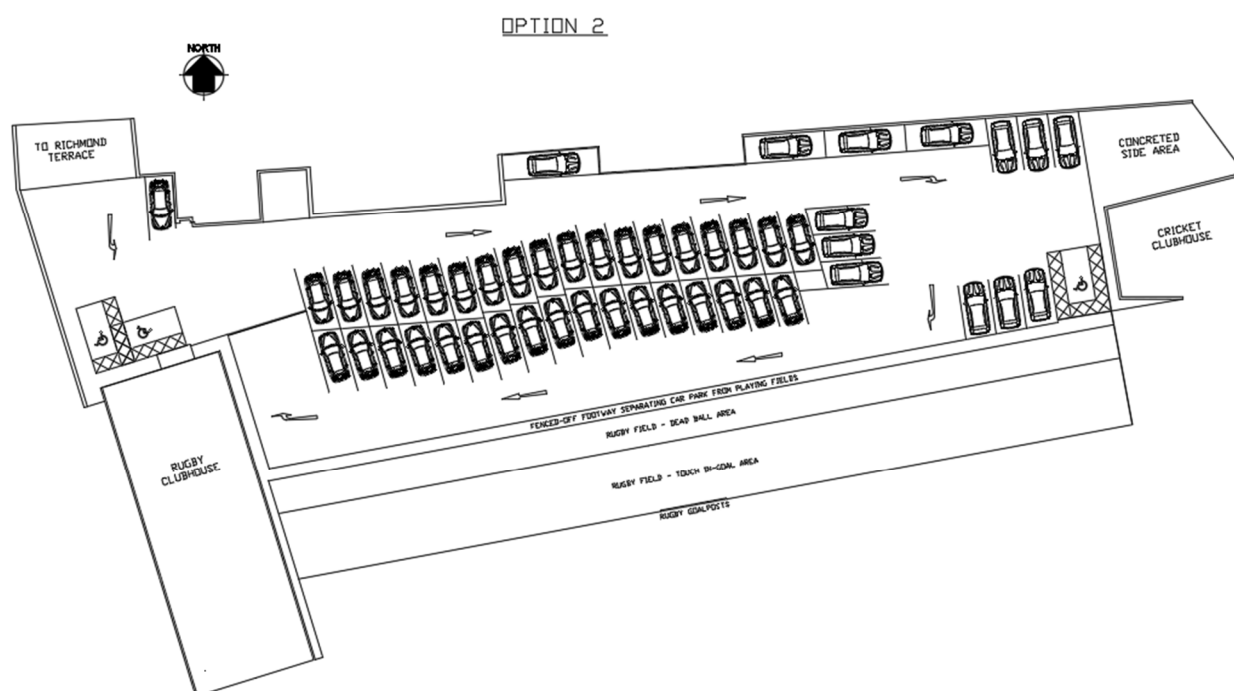 OPTION 2
NORTH
TO RICHMOND
TERRACE
CONCRETED
SIDE AREA
CRICKET
CLUBHOUSE
FENCED-OFF FOOTWAY SEPARATING CAR PARK FROM PLAYING FIELDS
RUGBY FIELD - DEAD BALL AREA
RUGBY CLUBHOUSE
RUGBY FIELD - TOUCH IN-GOAL AREA
RUGBY GOALPOSTS